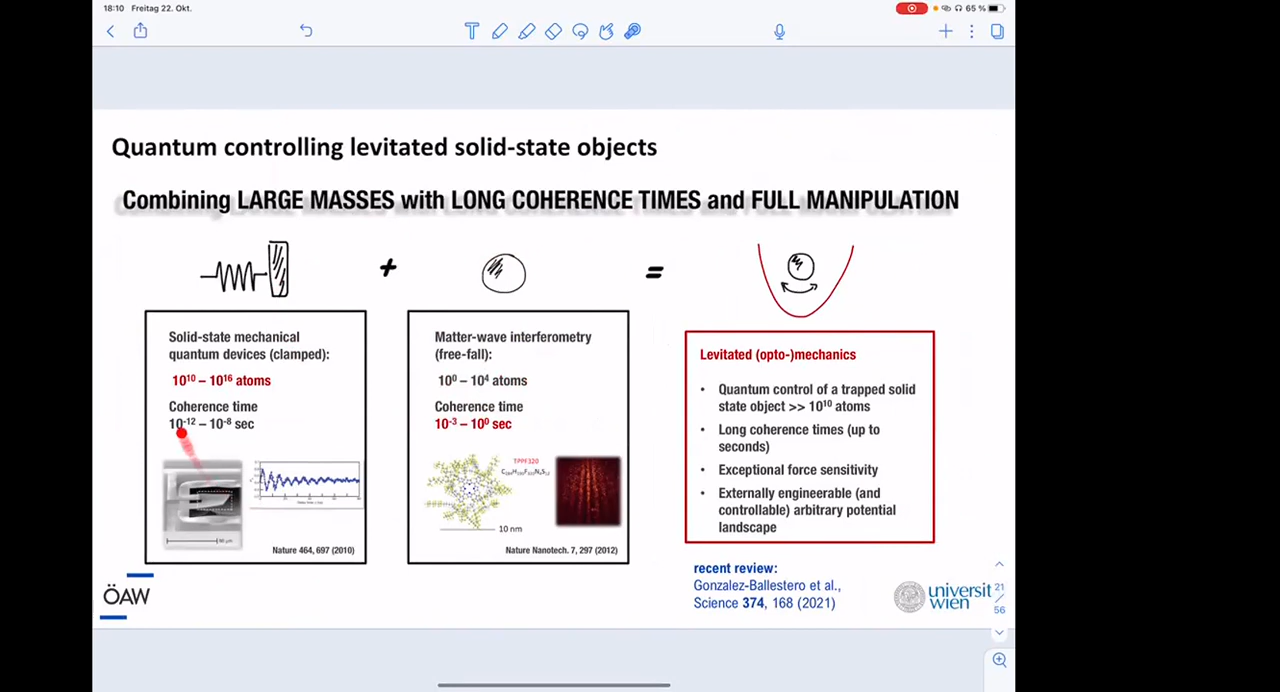 18:10 Freitag 22. Okt.
65 %
Quantum controlling levitated solid-state objects
Combining LARGE MASSES with LONG COHERENCE TIMES and FULL MANIPULATION
+
=
Solid-state mechanical
quantum devices (clamped):
10¹⁰ – 10¹⁶ atoms
Coherence time
10⁻¹² – 10⁻⁸ sec
Nature 464, 697 (2010)
Matter-wave interferometry
(free-fall):
10⁰ – 10⁴ atoms
Coherence time
10⁻³ – 10⁰ sec
TPPF320
10 nm
Nature Nanotech. 7, 297 (2012)
Levitated (opto-)mechanics
• Quantum control of a trapped solid
state object >> 10¹⁰ atoms
• Long coherence times (up to
seconds)
• Exceptional force sensitivity
• Externally engineerable (and
controllable) arbitrary potential
landscape
recent review:
Gonzalez-Ballestero et al.,
Science 374, 168 (2021)
ÖAW
universit
wien
21
/
56